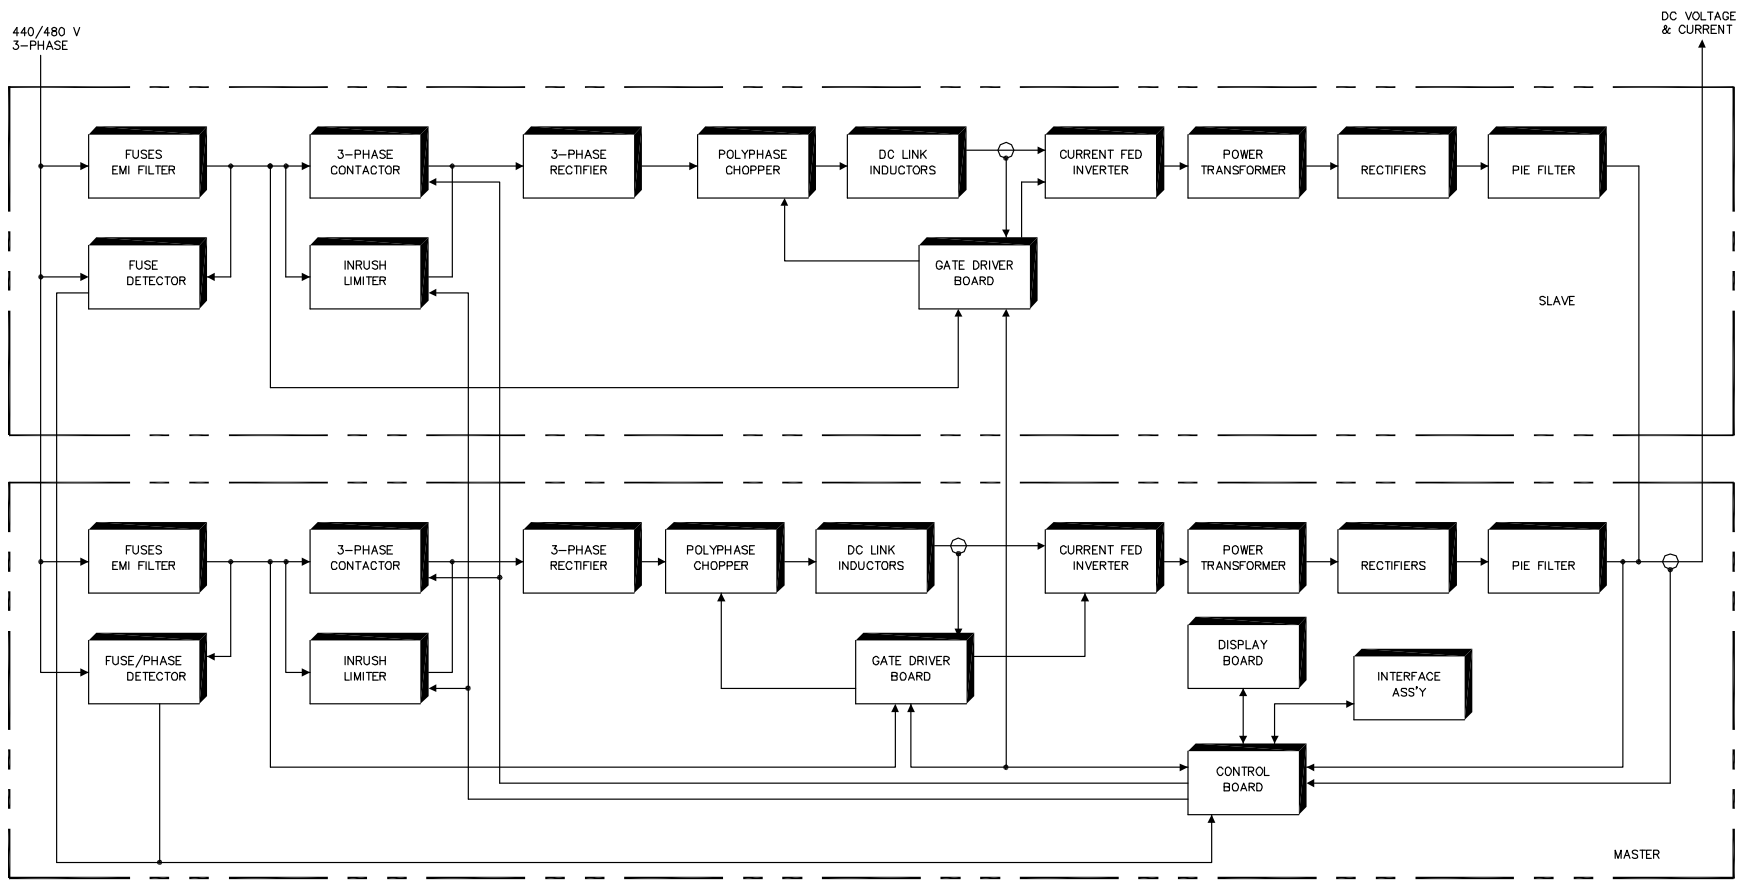 440/480 V
3-PHASE
DC VOLTAGE
& CURRENT
FUSES
EMI FILTER
3-PHASE
CONTACTOR
3-PHASE
RECTIFIER
POLYPHASE
CHOPPER
DC LINK
INDUCTORS
CURRENT FED
INVERTER
POWER
TRANSFORMER
RECTIFIERS
PIE FILTER
FUSE
DETECTOR
INRUSH
LIMITER
GATE DRIVER
BOARD
SLAVE
FUSES
EMI FILTER
3-PHASE
CONTACTOR
3-PHASE
RECTIFIER
POLYPHASE
CHOPPER
DC LINK
INDUCTORS
CURRENT FED
INVERTER
POWER
TRANSFORMER
RECTIFIERS
PIE FILTER
FUSE/PHASE
DETECTOR
INRUSH
LIMITER
GATE DRIVER
BOARD
DISPLAY
BOARD
INTERFACE
ASS'Y
CONTROL
BOARD
MASTER